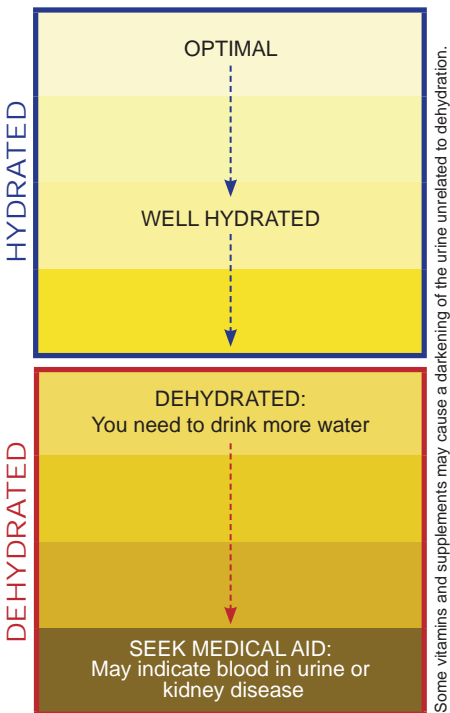 HYDRATED
OPTIMAL
WELL HYDRATED
DEHYDRATED
DEHYDRATED:
You need to drink more water
SEEK MEDICAL AID:
May indicate blood in urine or
kidney disease
Some vitamins and supplements may cause a darkening of the urine unrelated to dehydration.